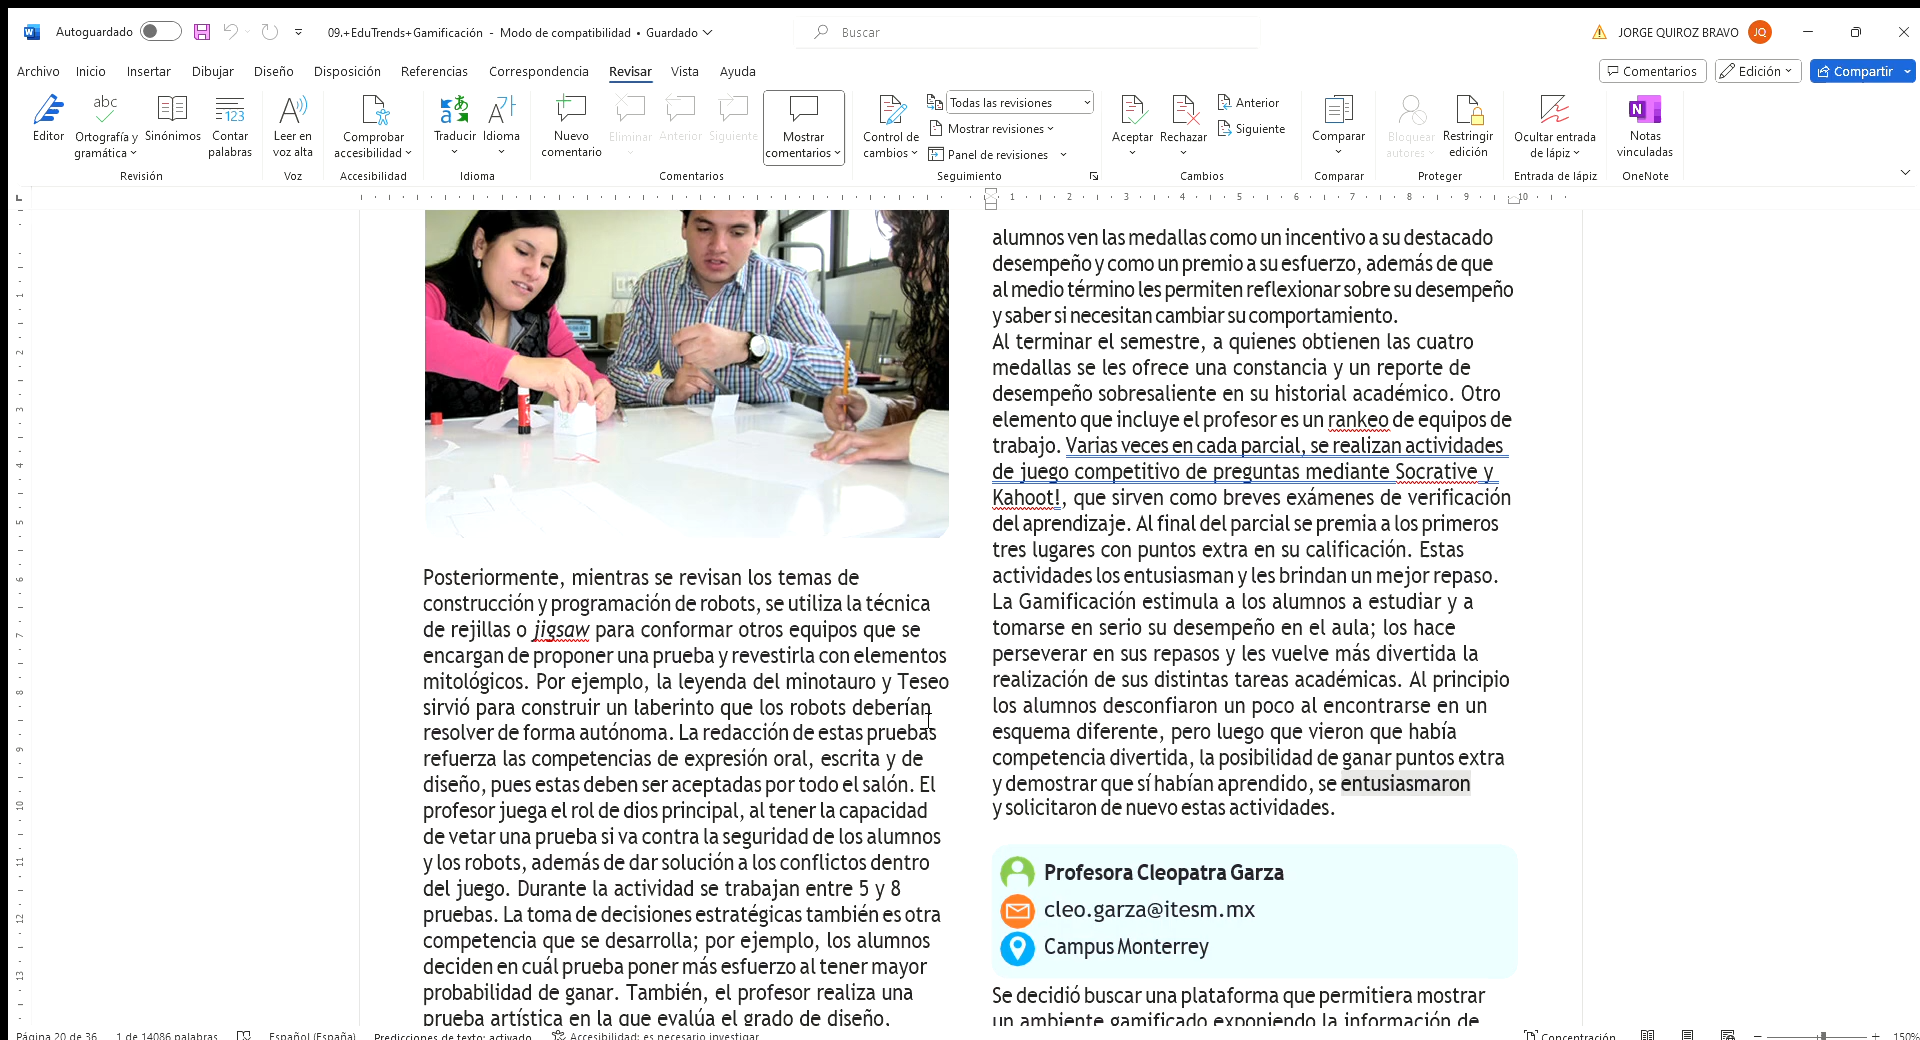 Autoguardado
09.+EduTrends+Gamificación - Modo de compatibilidad • Guardado
Buscar
JORGE QUIROZ BRAVO
JQ
Archivo Inicio Insertar Dibujar Diseño Disposición Referencias Correspondencia Revisar Vista Ayuda
Comentarios Edición Compartir
Editor
Ortografía y gramática
Sinónimos
Contar palabras
Revisión
Leer en voz alta
Voz
Comprobar accesibilidad
Accesibilidad
Traducir
Idioma
Idioma
Nuevo comentario
Eliminar
Anterior
Siguiente
Mostrar comentarios
Comentarios
Control de cambios
Todas las revisiones
Mostrar revisiones
Panel de revisiones
Seguimiento
Aceptar
Rechazar
Anterior
Siguiente
Cambios
Comparar
Comparar
Bloquear autores
Restringir edición
Proteger
Ocultar entrada de lápiz
Entrada de lápiz
Notas vinculadas
OneNote
1 2 3 4 5 6 7 8 9 10
Posteriormente, mientras se revisan los temas de
construcción y programación de robots, se utiliza la técnica
de rejillas o jigsaw para conformar otros equipos que se
encargan de proponer una prueba y revestirla con elementos
mitológicos. Por ejemplo, la leyenda del minotauro y Teseo
sirvió para construir un laberinto que los robots deberían
resolver de forma autónoma. La redacción de estas pruebas
refuerza las competencias de expresión oral, escrita y de
diseño, pues estas deben ser aceptadas por todo el salón. El
profesor juega el rol de dios principal, al tener la capacidad
de vetar una prueba si va contra la seguridad de los alumnos
y los robots, además de dar solución a los conflictos dentro
del juego. Durante la actividad se trabajan entre 5 y 8
pruebas. La toma de decisiones estratégicas también es otra
competencia que se desarrolla; por ejemplo, los alumnos
deciden en cuál prueba poner más esfuerzo al tener mayor
probabilidad de ganar. También, el profesor realiza una
prueba artística en la que evalúa el grado de diseño,
alumnos ven las medallas como un incentivo a su destacado
desempeño y como un premio a su esfuerzo, además de que
al medio término les permiten reflexionar sobre su desempeño
y saber si necesitan cambiar su comportamiento.
Al terminar el semestre, a quienes obtienen las cuatro
medallas se les ofrece una constancia y un reporte de
desempeño sobresaliente en su historial académico. Otro
elemento que incluye el profesor es un rankeo de equipos de
trabajo. Varias veces en cada parcial, se realizan actividades
de juego competitivo de preguntas mediante Socrative y
Kahoot!, que sirven como breves exámenes de verificación
del aprendizaje. Al final del parcial se premia a los primeros
tres lugares con puntos extra en su calificación. Estas
actividades los entusiasman y les brindan un mejor repaso.
La Gamificación estimula a los alumnos a estudiar y a
tomarse en serio su desempeño en el aula; los hace
perseverar en sus repasos y les vuelve más divertida la
realización de sus distintas tareas académicas. Al principio
los alumnos desconfiaron un poco al encontrarse en un
esquema diferente, pero luego que vieron que había
competencia divertida, la posibilidad de ganar puntos extra
y demostrar que sí habían aprendido, se entusiasmaron
y solicitaron de nuevo estas actividades.
Profesora Cleopatra Garza
cleo.garza@itesm.mx
Campus Monterrey
Se decidió buscar una plataforma que permitiera mostrar
un ambiente gamificado exponiendo la información de
Página 20 de 36 1 de 14086 palabras Español (España) Predicciones de texto: activado Accesibilidad: es necesario investigar
Concentración 150%